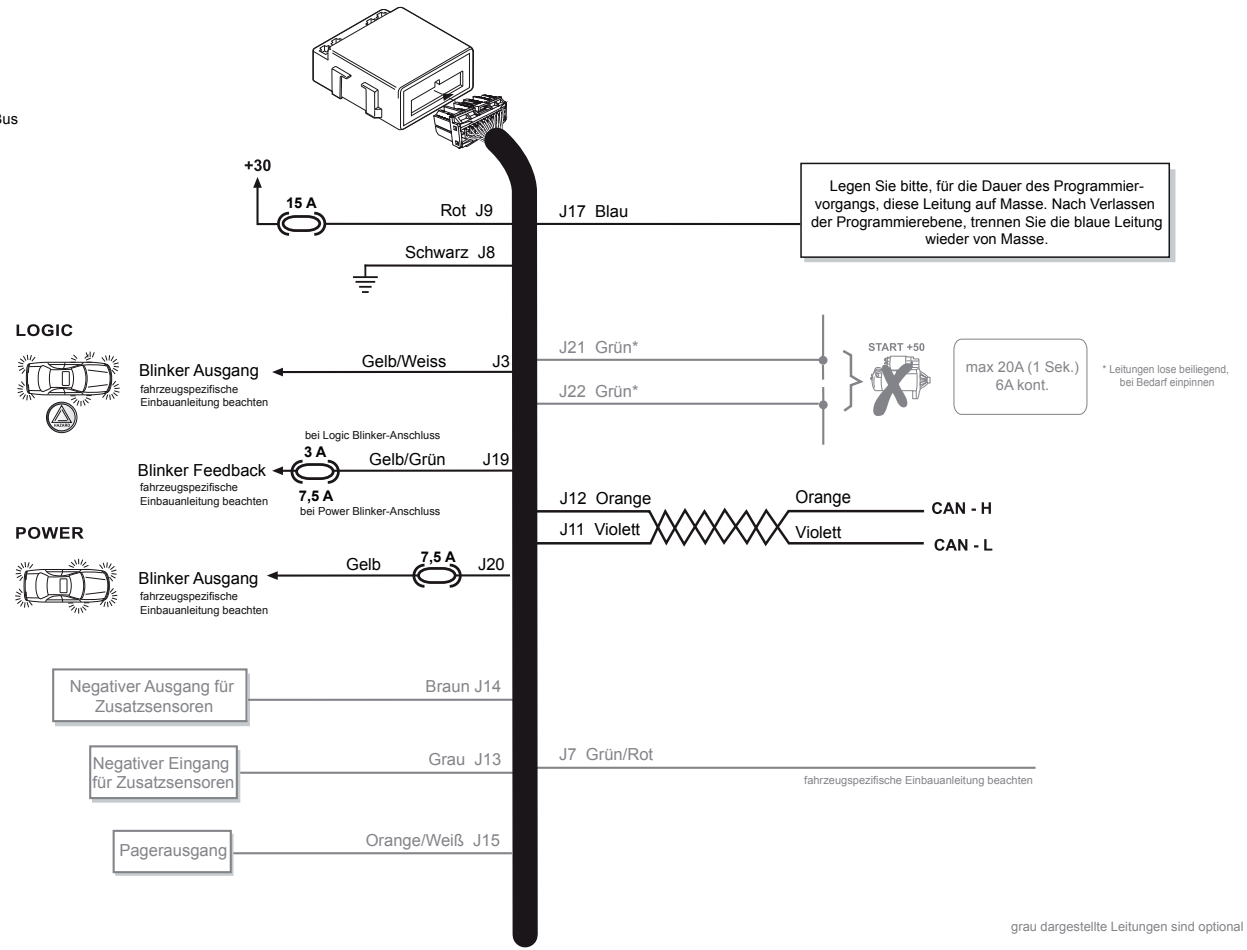 Bus
+30
15 A
Rot J9
J17 Blau
Legen Sie bitte, für die Dauer des Programmier-
vorgangs, diese Leitung auf Masse. Nach Verlassen
der Programmierebene, trennen Sie die blaue Leitung
wieder von Masse.
Schwarz J8
LOGIC
HAZARD
Blinker Ausgang
fahrzeugspezifische
Einbauanleitung beachten
Gelb/Weiss J3
J21 Grün*
J22 Grün*
START +50
max 20A (1 Sek.)
6A kont.
* Leitungen lose beiliegend,
bei Bedarf einpinnen
bei Logic Blinker-Anschluss
3 A
Gelb/Grün J19
Blinker Feedback
fahrzeugspezifische
Einbauanleitung beachten
7,5 A
bei Power Blinker-Anschluss
J12 Orange
Orange
CAN - H
J11 Violett
Violett
CAN - L
POWER
Blinker Ausgang
fahrzeugspezifische
Einbauanleitung beachten
Gelb
7,5 A
J20
Negativer Ausgang für
Zusatzsensoren
Braun J14
Negativer Eingang
für Zusatzsensoren
Grau J13
J7 Grün/Rot
fahrzeugspezifische Einbauanleitung beachten
Pagerausgang
Orange/Weiß J15
grau dargestellte Leitungen sind optional